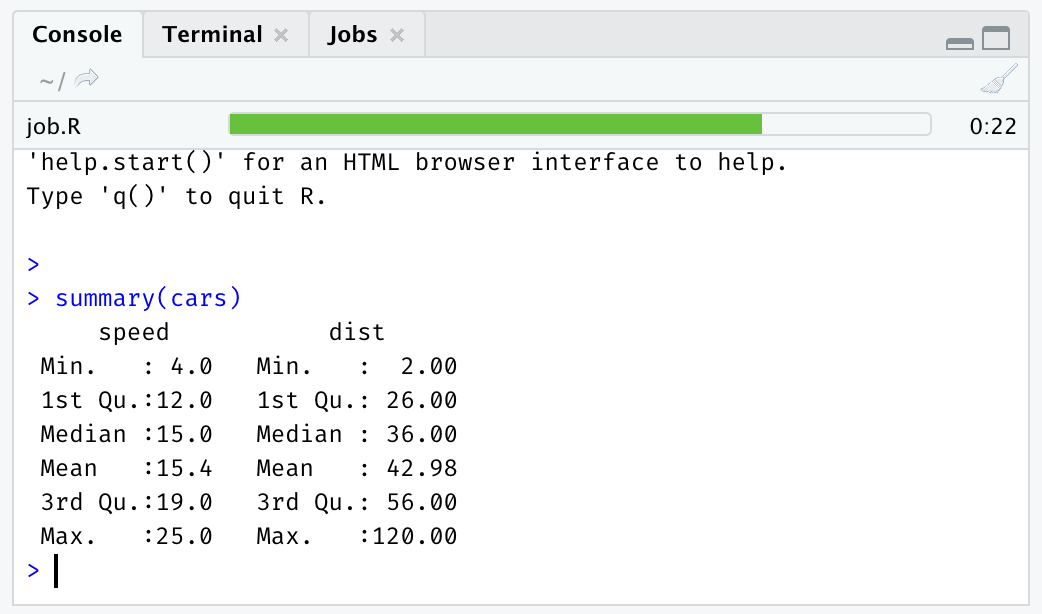 Console Terminal Jobs
~/
job.R 0:22
'help.start()' for an HTML browser interface to help.
Type 'q()' to quit R.
>
> summary(cars)
speed dist
Min. : 4.0 Min. : 2.00
1st Qu.:12.0 1st Qu.: 26.00
Median :15.0 Median : 36.00
Mean :15.4 Mean : 42.98
3rd Qu.:19.0 3rd Qu.: 56.00
Max. :25.0 Max. :120.00
>